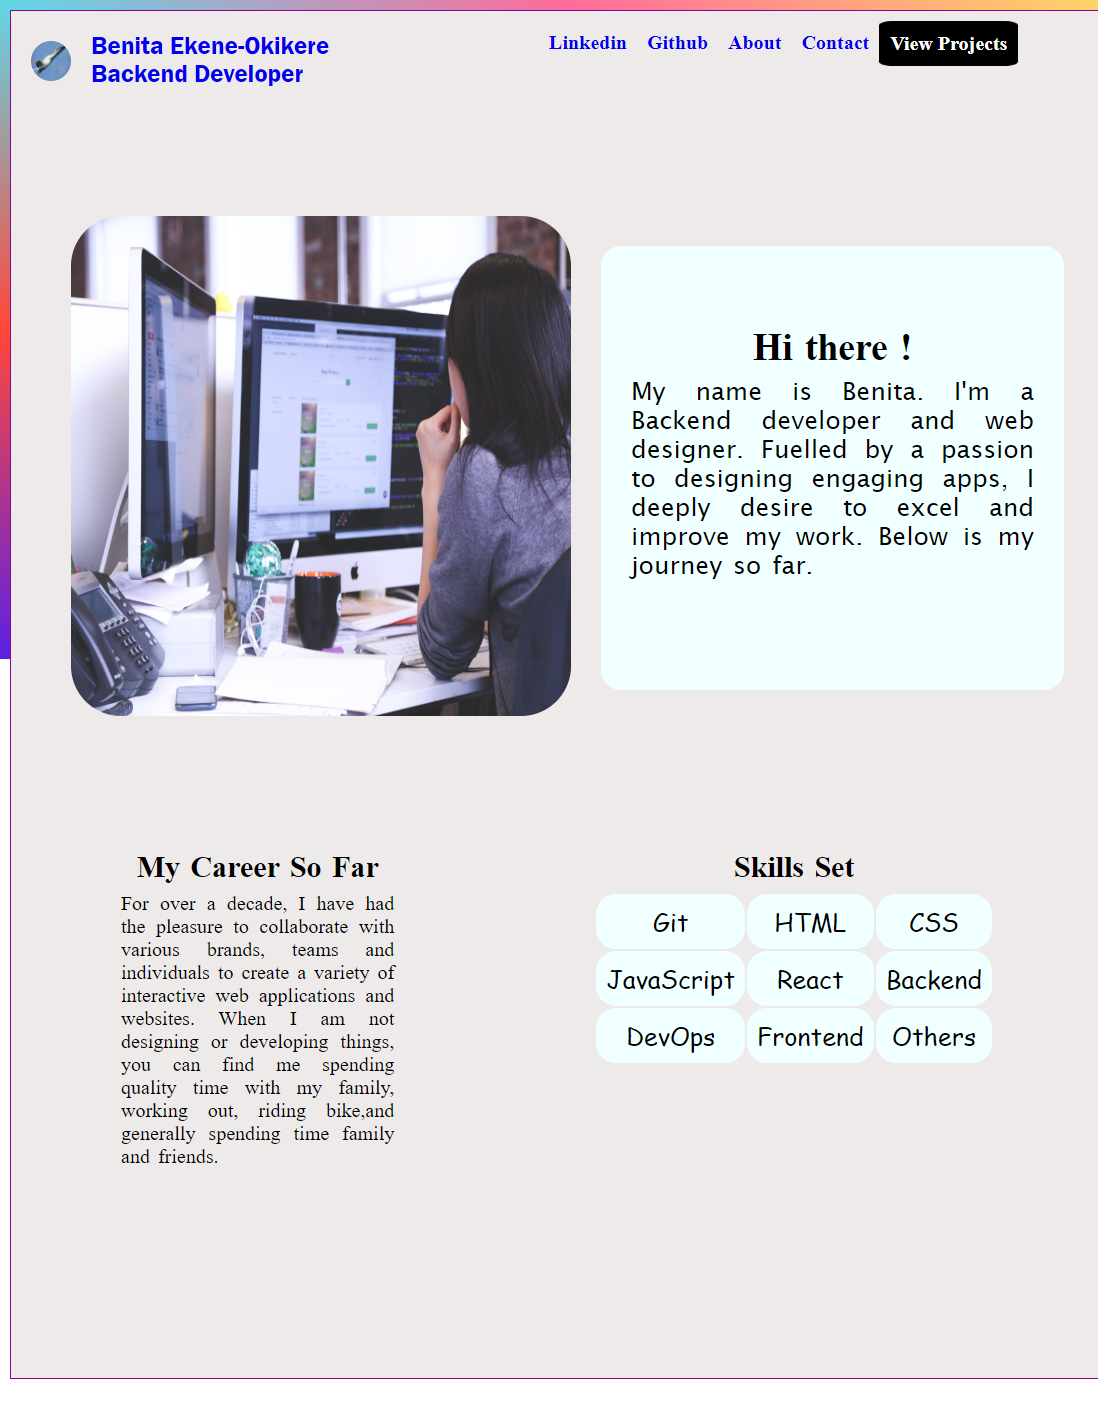 Benita Ekene-Okikere
Backend Developer
Linkedin Github About Contact View Projects
Hi there !
My name is Benita. I'm a
Backend developer and web
designer. Fuelled by a passion
to designing engaging apps, I
deeply desire to excel and
improve my work. Below is my
journey so far.
My Career So Far
For over a decade, I have had
the pleasure to collaborate with
various brands, teams and
individuals to create a variety of
interactive web applications and
websites. When I am not
designing or developing things,
you can find me spending
quality time with my family,
working out, riding bike,and
generally spending time family
and friends.
Skills Set
Git HTML CSS
JavaScript React Backend
DevOps Frontend Others